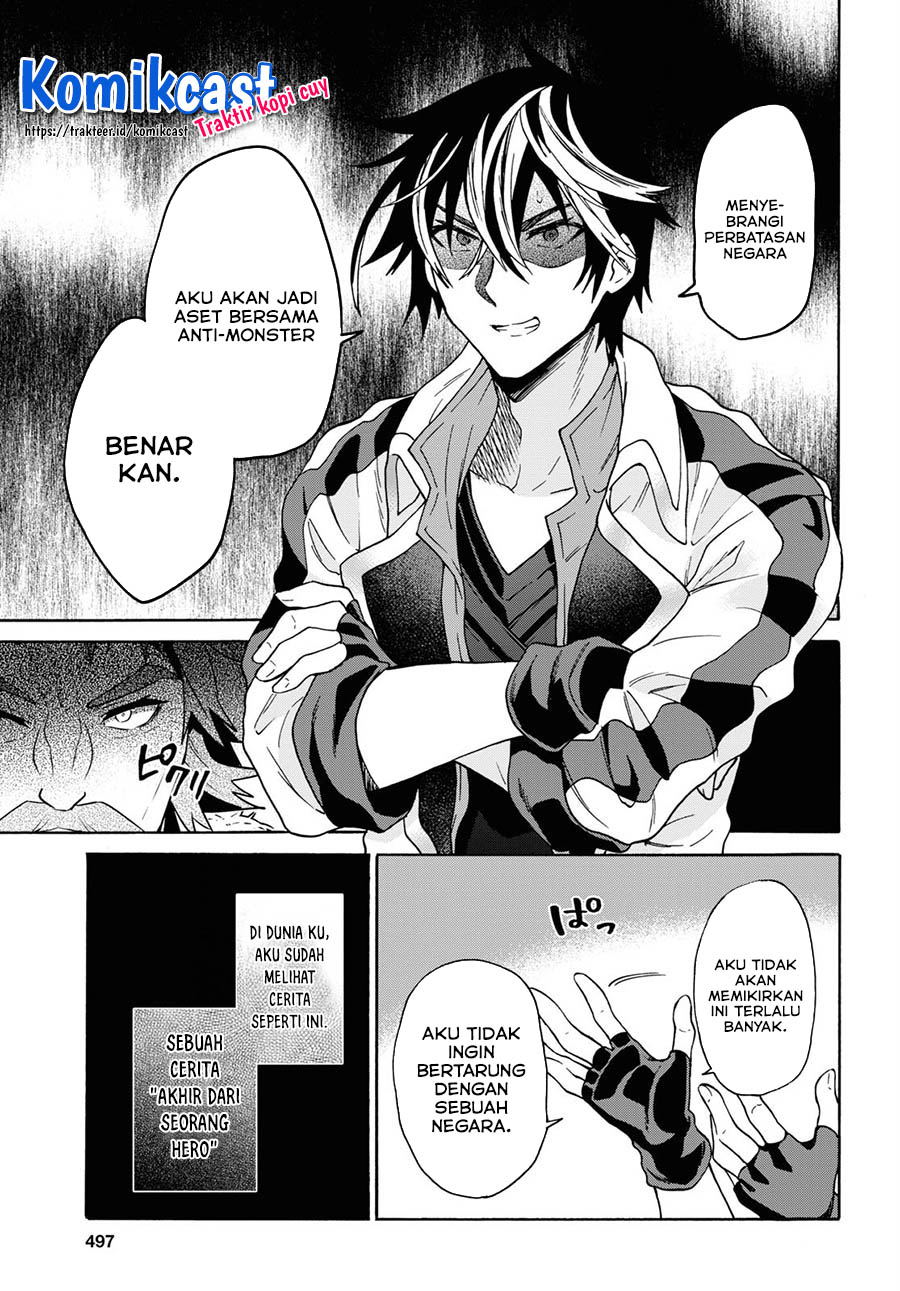 Komikcast
Traktir kopi cuy
https://trakteer.id/komikcast
MENYE-
BRANGI
PERBATASAN
NEGARA
AKU AKAN JADI
ASET BERSAMA
ANTI-MONSTER
BENAR
KAN.
ピクリ
AKU TIDAK
AKAN
MEMIKIRKAN
INI TERLALU
BANYAK.
ぱっ
AKU TIDAK
INGIN
BERTARUNG
DENGAN
SEBUAH
NEGARA.
DI DUNIA KU,
AKU SUDAH
MELIHAT
CERITA
SEPERTI INI.
SEBUAH
CERITA
"AKHIR DARI
SEORANG
HERO"
497